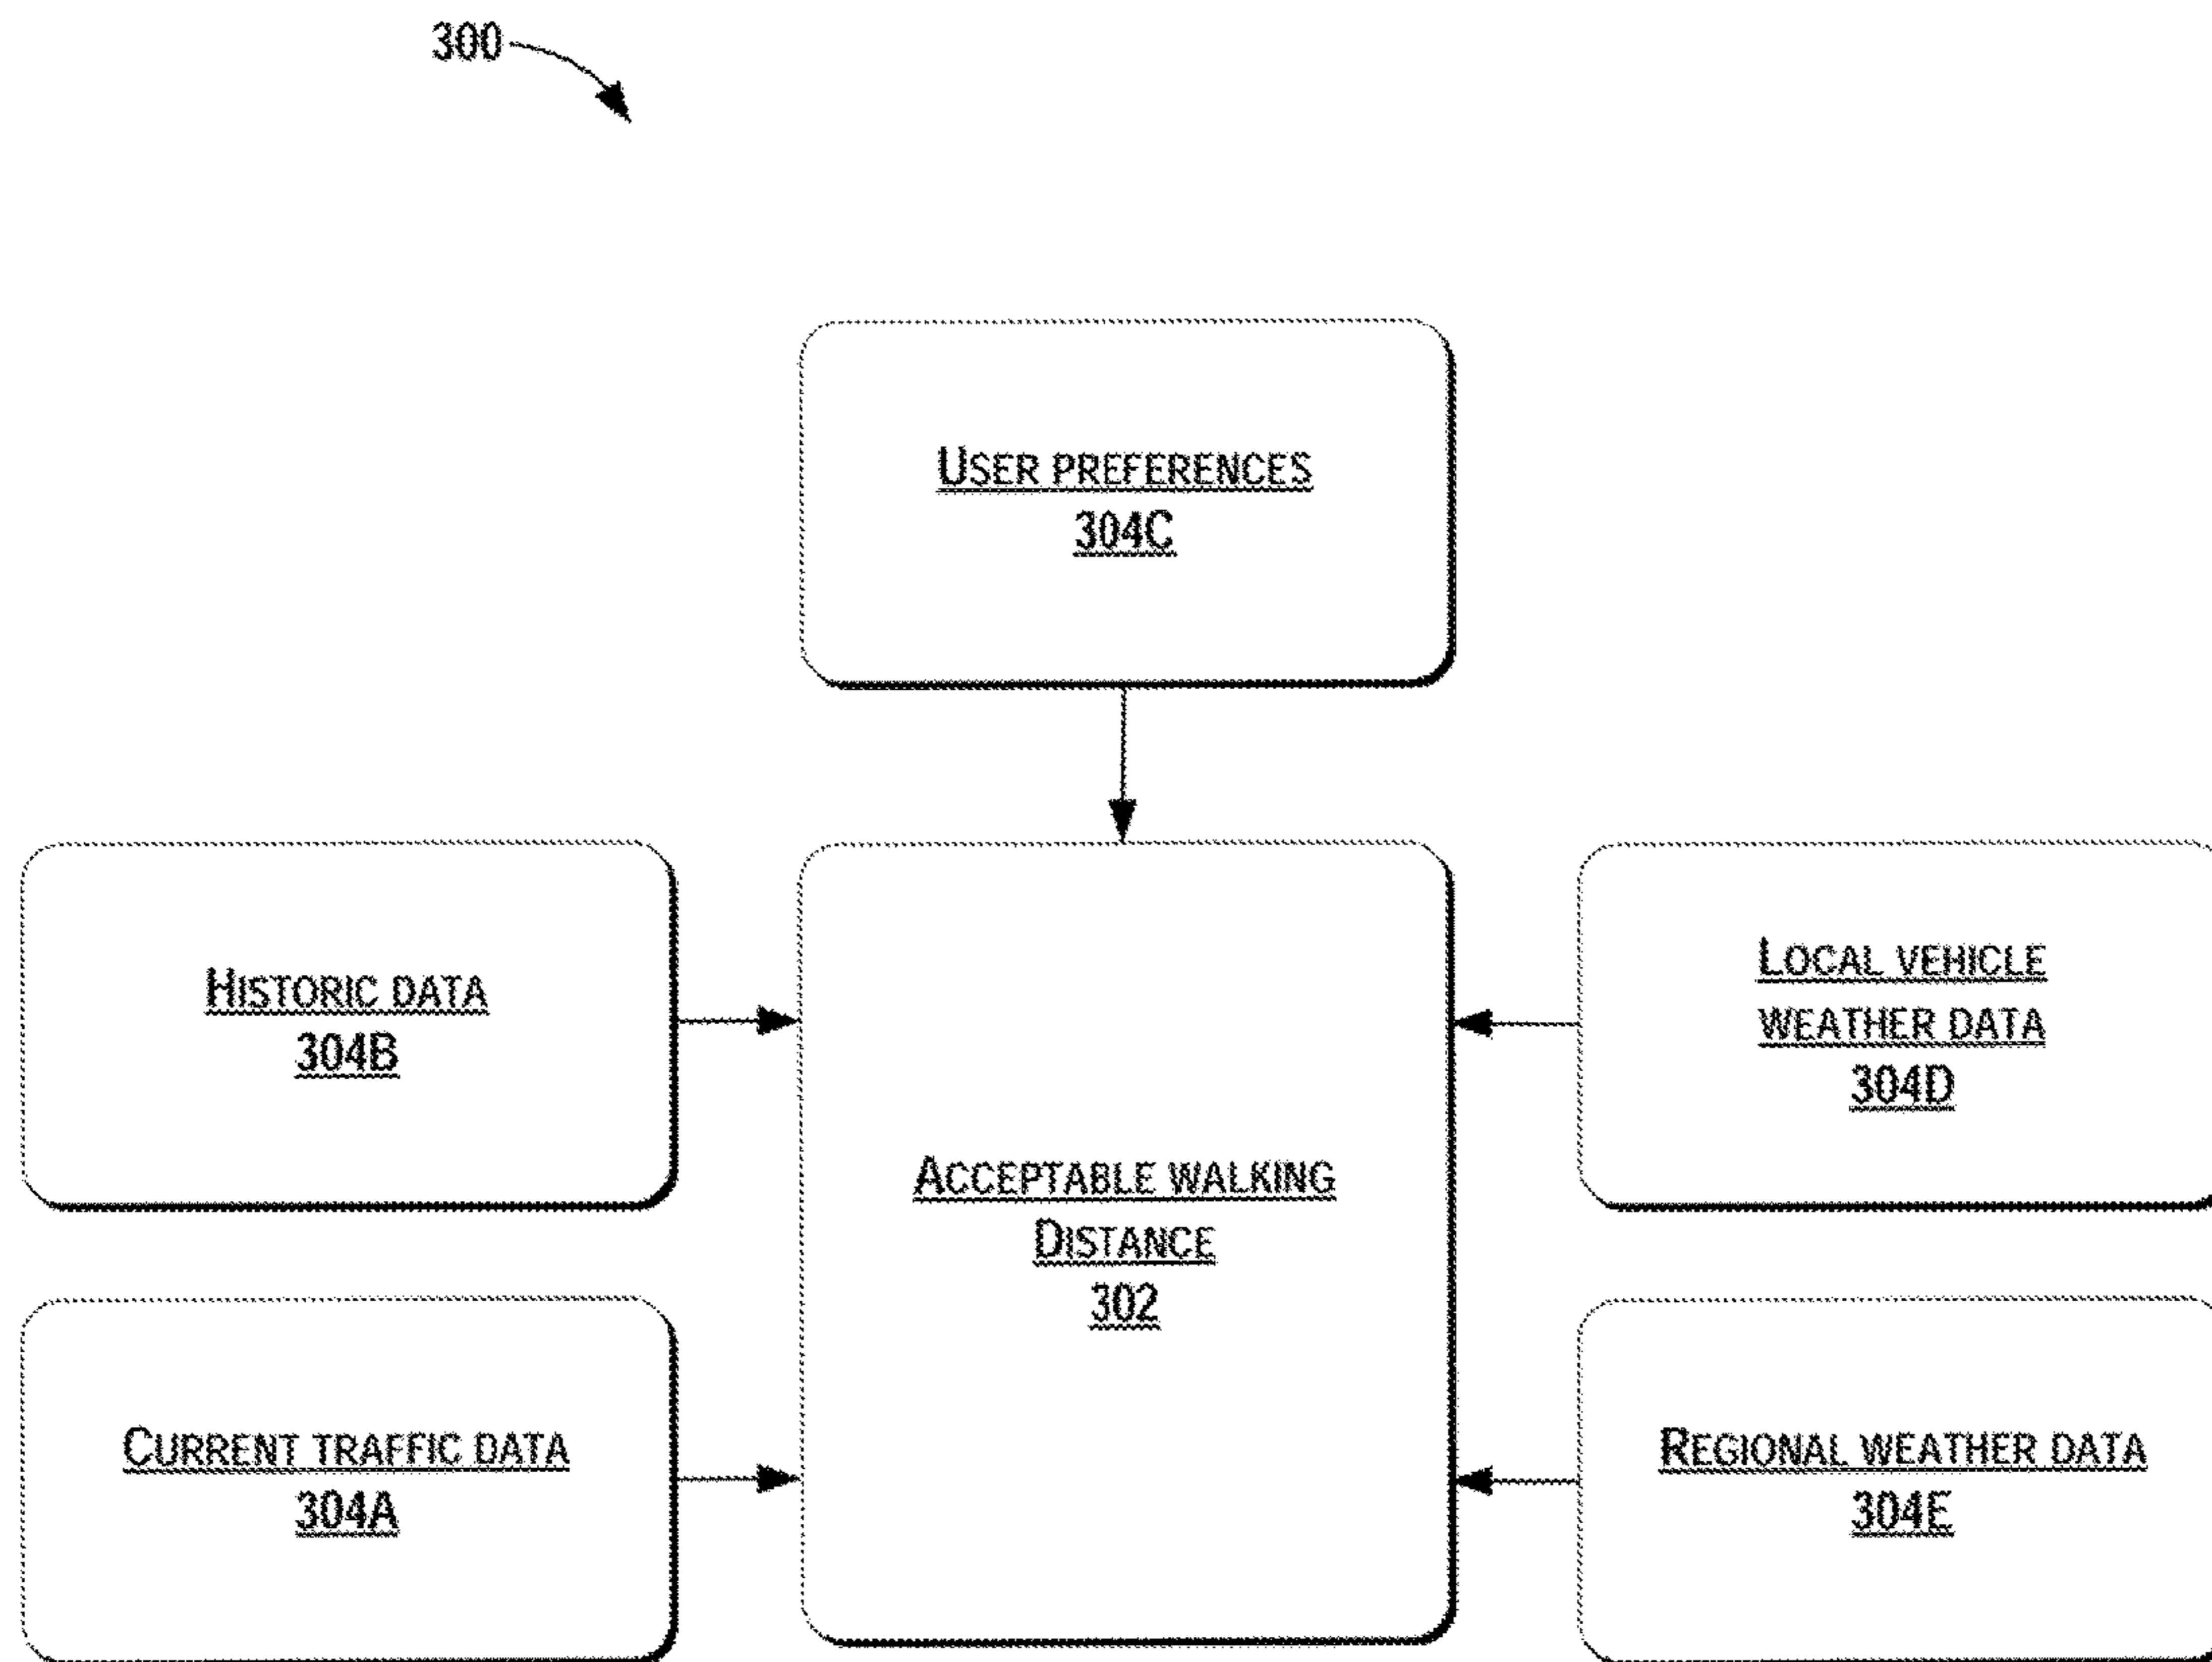 300
User preferences
304C
Historic data
304B
Local vehicle
weather data
304D
Acceptable walking
Distance
302
Current traffic data
304A
Regional weather data
304E